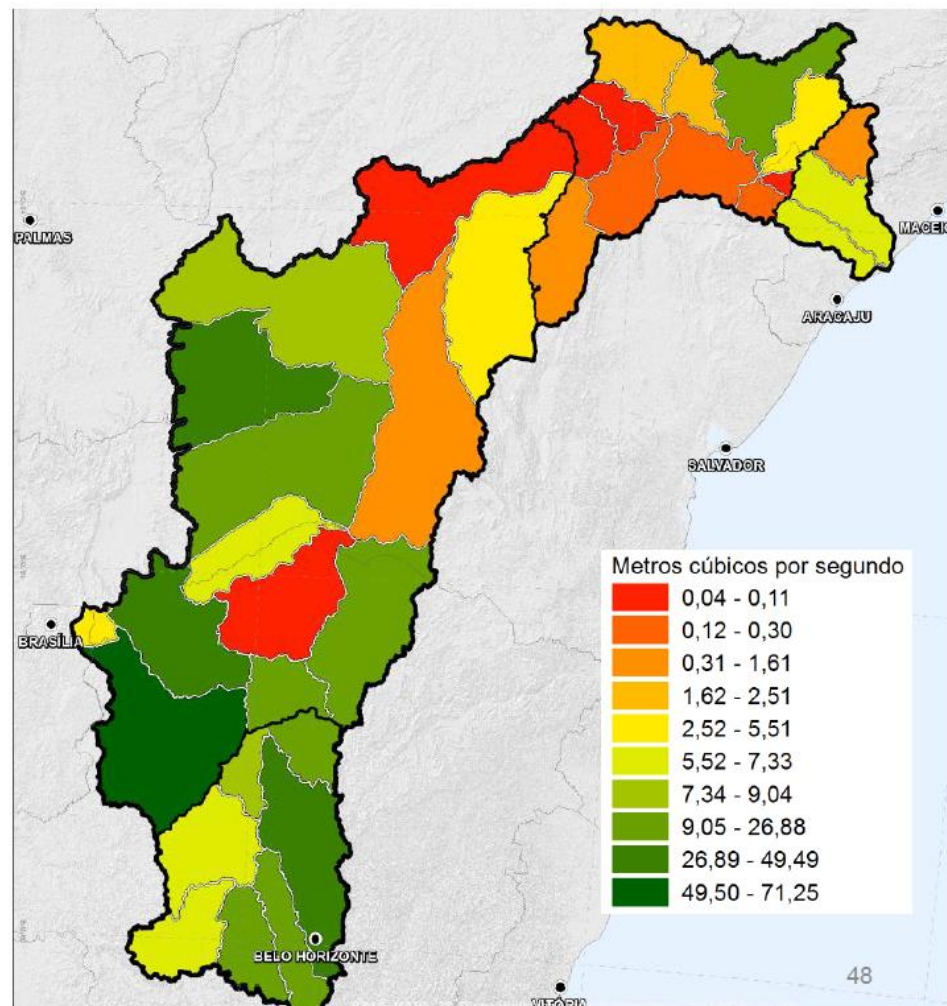 PALMAS
MACEIO
ARACAJU
SALVADOR
BRASÍLIA
Metros cúbicos por segundo
0,04 - 0,11
0,12 - 0,30
0,31 - 1,61
1,62 - 2,51
2,52 - 5,51
5,52 - 7,33
7,34 - 9,04
9,05 - 26,88
26,89 - 49,49
49,50 - 71,25
BELO HORIZONTE
48
VITÓRIA